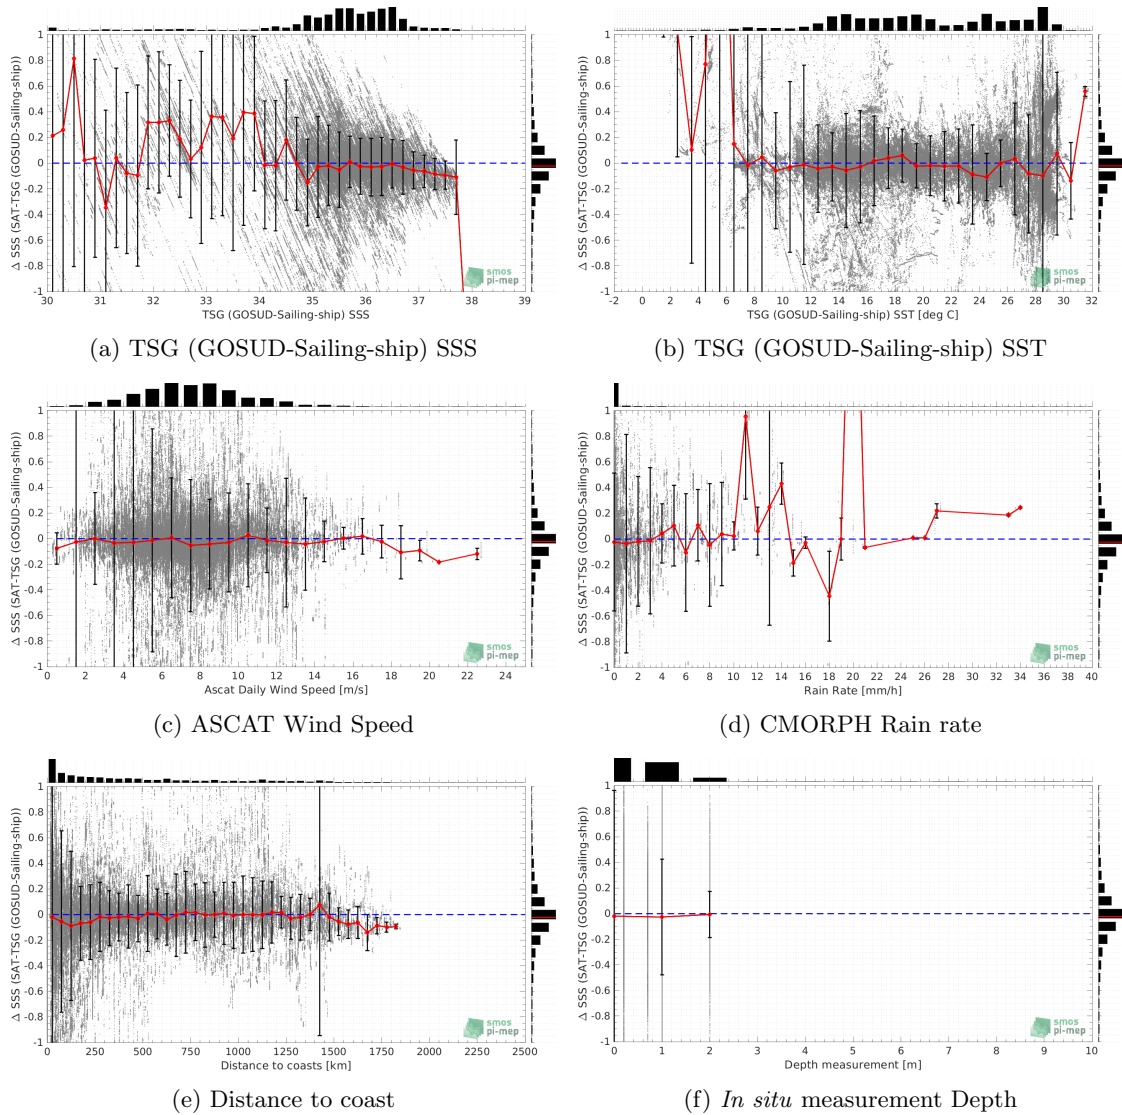 Δ SSS (SAT-TSG (GOSUD-Sailing-ship))
1
0.8
0.6
0.4
0.2
0
-0.2
-0.4
-0.6
-0.8
-1
30 31 32 33 34 35 36 37 38 39
TSG (GOSUD-Sailing-ship) SSS
smos
pi-mep
(a) TSG (GOSUD-Sailing-ship) SSS
Δ SSS (SAT-TSG (GOSUD-Sailing-ship))
1
0.8
0.6
0.4
0.2
0
-0.2
-0.4
-0.6
-0.8
-1
-2 0 2 4 6 8 10 12 14 16 18 20 22 24 26 28 30 32
TSG (GOSUD-Sailing-ship) SST [deg C]
smos
pi-mep
(b) TSG (GOSUD-Sailing-ship) SST
Δ SSS (SAT-TSG (GOSUD-Sailing-ship))
1
0.8
0.6
0.4
0.2
0
-0.2
-0.4
-0.6
-0.8
-1
0 2 4 6 8 10 12 14 16 18 20 22 24
Ascat Daily Wind Speed [m/s]
smos
pi-mep
(c) ASCAT Wind Speed
Δ SSS (SAT-TSG (GOSUD-Sailing-ship))
1
0.8
0.6
0.4
0.2
0
-0.2
-0.4
-0.6
-0.8
-1
0 2 4 6 8 10 12 14 16 18 20 22 24 26 28 30 32 34 36 38 40
Rain Rate [mm/h]
smos
pi-mep
(d) CMORPH Rain rate
Δ SSS (SAT-TSG (GOSUD-Sailing-ship))
1
0.8
0.6
0.4
0.2
0
-0.2
-0.4
-0.6
-0.8
-1
0 250 500 750 1000 1250 1500 1750 2000 2250 2500
Distance to coasts [km]
smos
pi-mep
(e) Distance to coast
Δ SSS (SAT-TSG (GOSUD-Sailing-ship))
1
0.8
0.6
0.4
0.2
0
-0.2
-0.4
-0.6
-0.8
-1
0 1 2 3 4 5 6 7 8 9 10
Depth measurement [m]
smos
pi-mep
(f) In situ measurement Depth